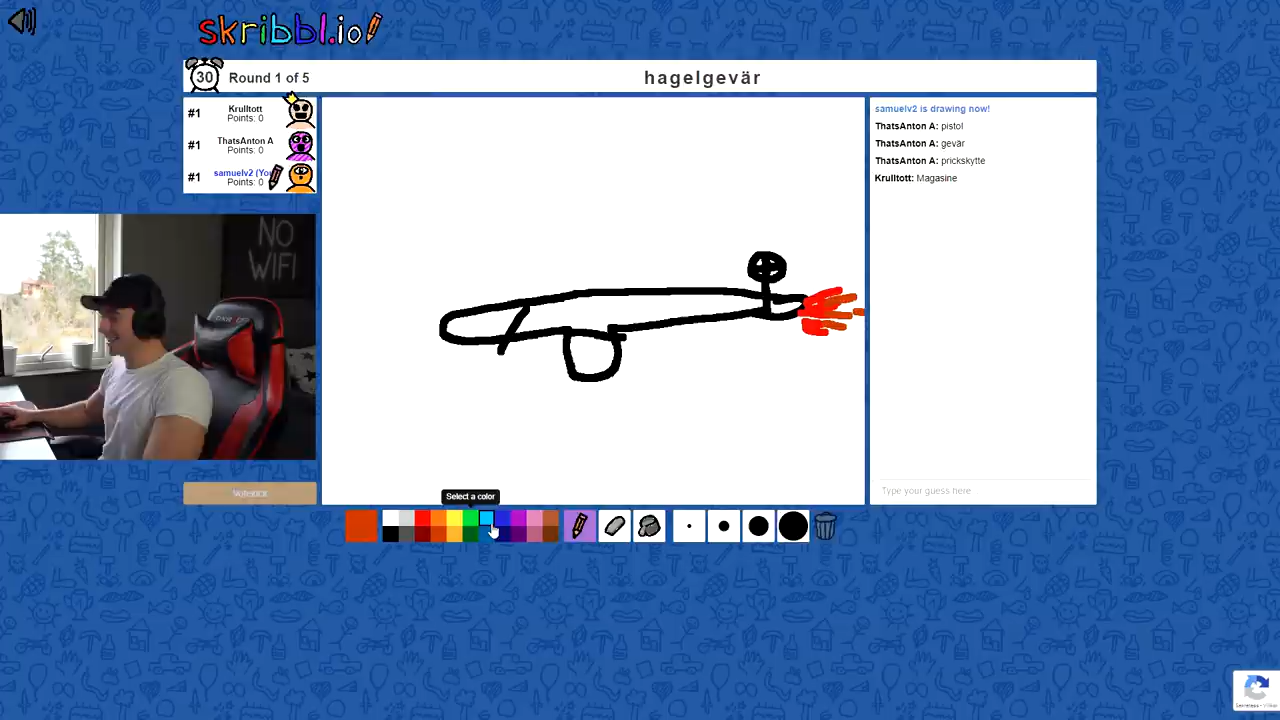 skribbl.io
30
Round 1 of 5
hagelgevär
#1
Krulltott
Points: 0
#1
ThatsAnton A
Points: 0
#1
samuelv2 (You
Points: 0
samuelv2 is drawing now!
ThatsAnton A: pistol
ThatsAnton A: gevär
ThatsAnton A: prickskytte
Krulltott: Magasine
NO
WIFI
Type your guess here
Select a color